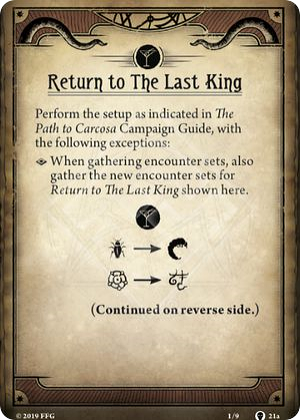 Return to The Last King
Perform the setup as indicated in The
Path to Carcosa Campaign Guide, with
the following exceptions:
When gathering encounter sets, also
gather the new encounter sets for
Return to The Last King shown here.
(Continued on reverse side.)
© 2019 FFG 1/9 21a